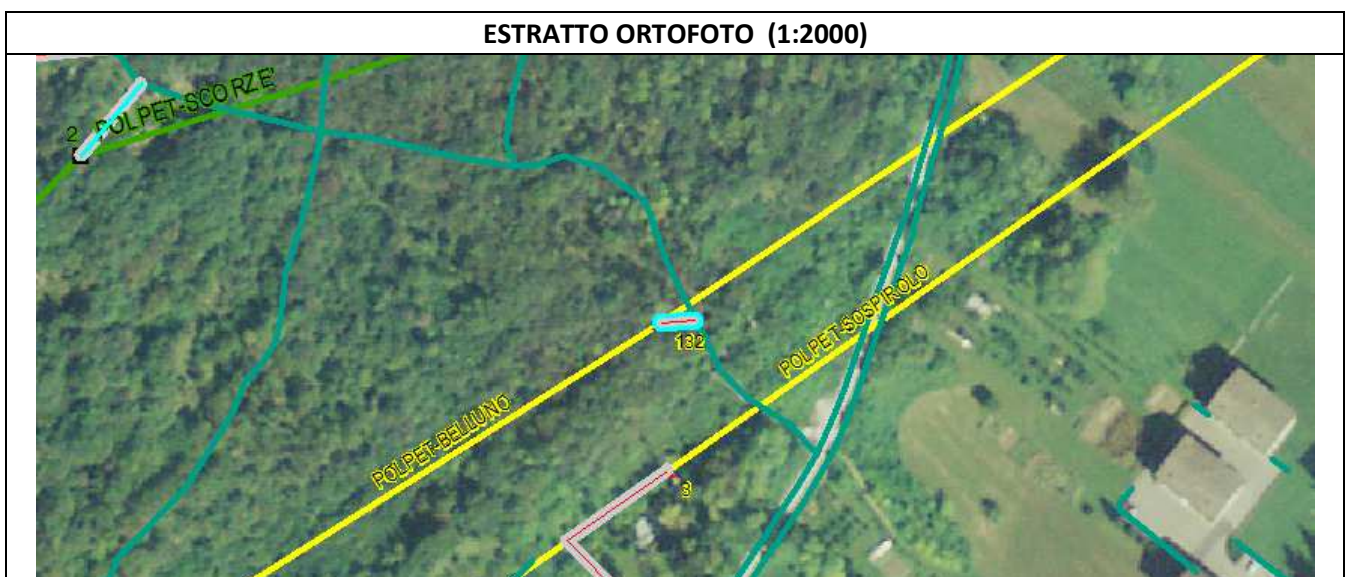 ESTRATTO ORTOFOTO (1:2000)
2
POLPET-SCORZE'
132
POLPET-SOSPIROLO
POLPET-BELLUNO
3